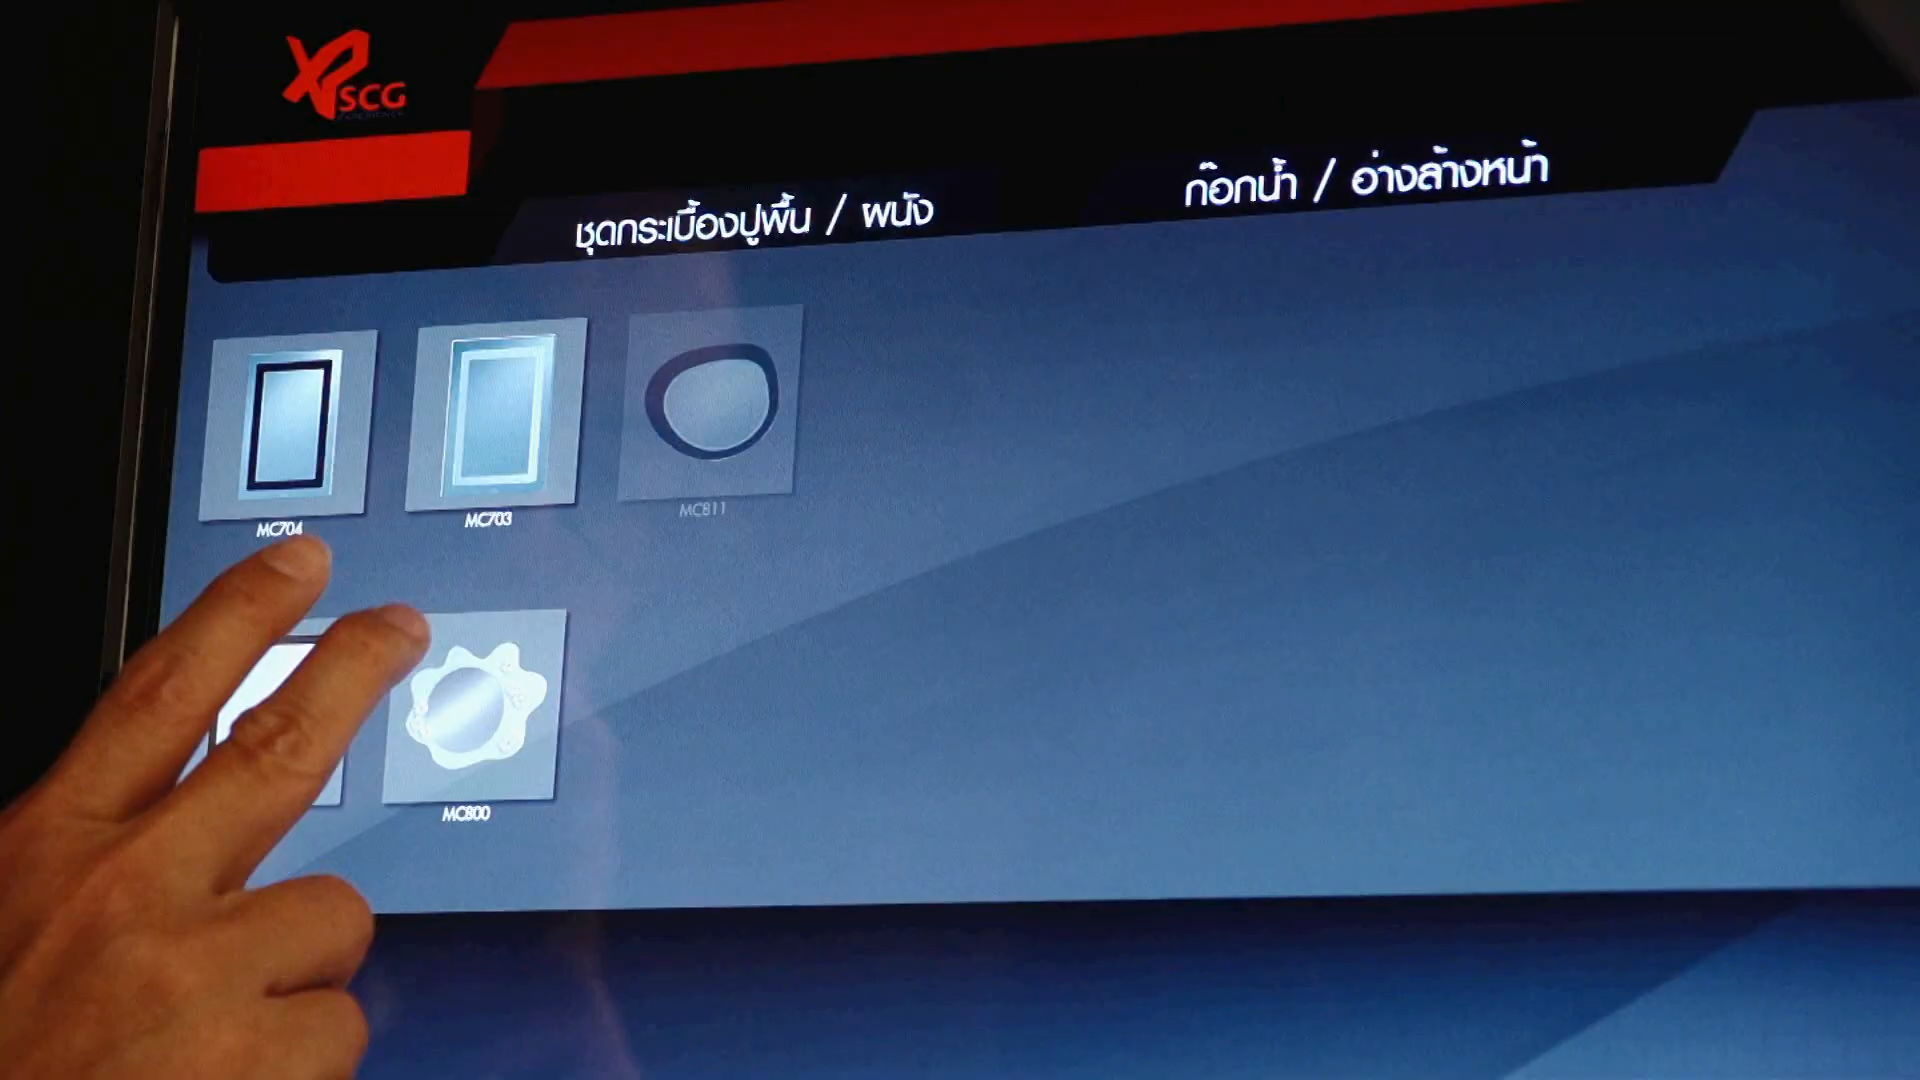 SCG
ชุดกระเบื้องปูพื้น / ผนัง
ก๊อกน้ำ / อ่างล้างหน้า
MC704
MC703
MC811
MC800